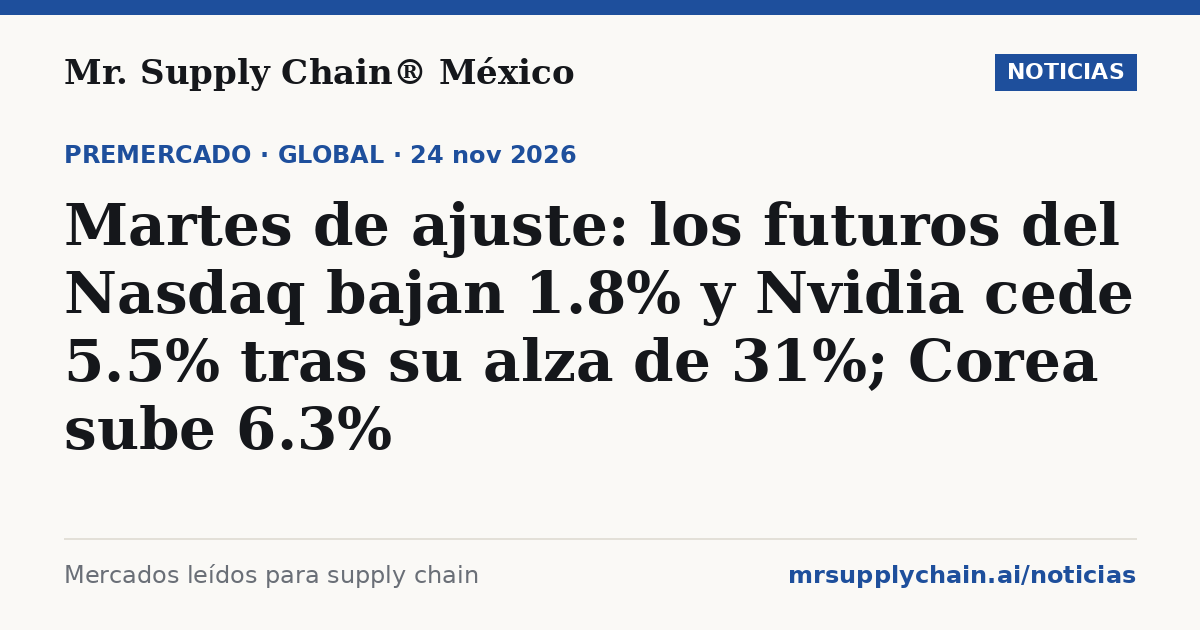 Mr. Supply Chain® México
NOTICIAS
PREMERCADO · GLOBAL · 24 nov 2026
Martes de ajuste: los futuros del
Nasdaq bajan 1.8% y Nvidia cede
5.5% tras su alza de 31%; Corea
sube 6.3%
Mercados leídos para supply chain
mrsupplychain.ai/noticias